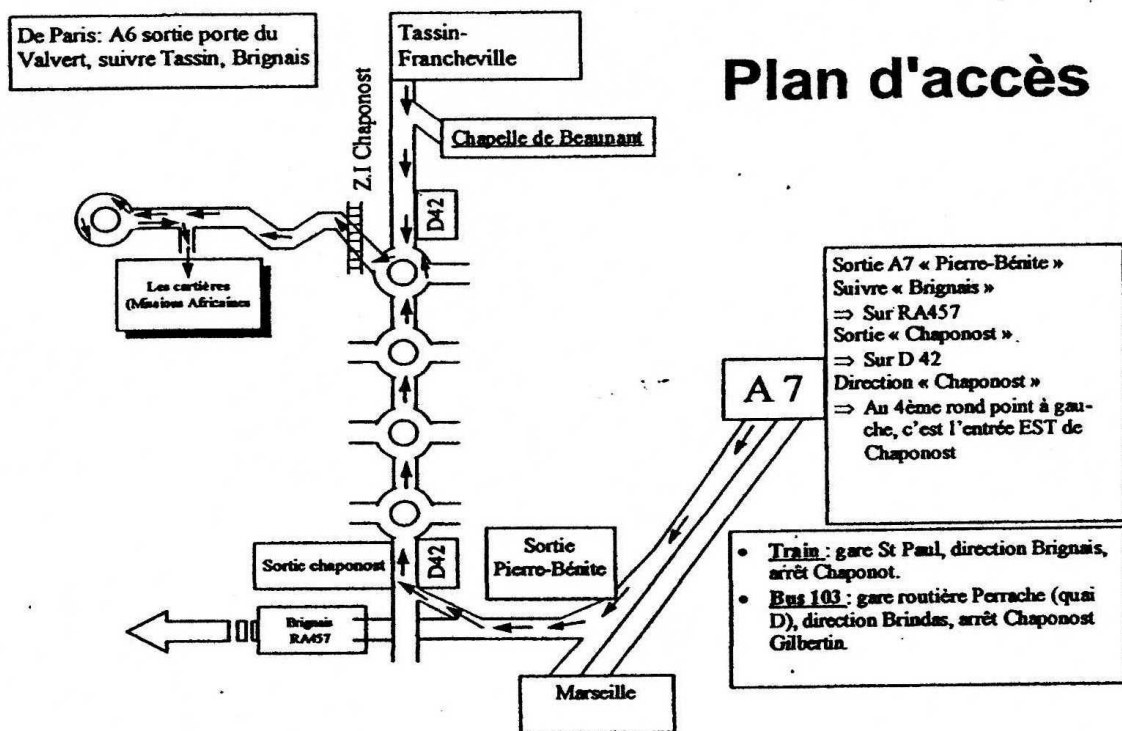 De Paris: A6 sortie porte du
Valvert, suivre Tassin, Brignais
Tassin-
Francheville
Plan d'accès
Chapelle de Beaunant
Z.I Chaponost
D42
Les cartières
(Missions Africaines
Sortie A7 « Pierre-Bénite »
Suivre « Brignais »
⇒ Sur RA457
Sortie « Chaponost »
⇒ Sur D 42
Direction « Chaponost »
⇒ Au 4ème rond point à gau-
che, c'est l'entrée EST de
Chaponost
A 7
Sortie chaponost
D42
Sortie
Pierre-Bénite
Brignais
RA457
Marseille
• Train : gare St Paul, direction Brignais,
arrêt Chaponot.
• Bus 103 : gare routière Perrache (quai
D), direction Brindas, arrêt Chaponost
Gilbertin.